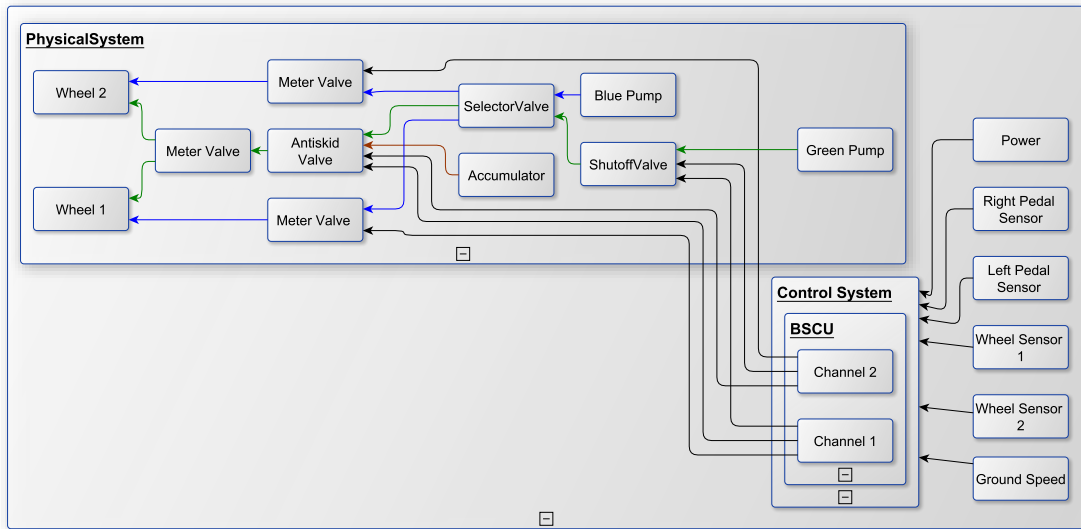 PhysicalSystem
Wheel 2
Meter Valve
SelectorValve
Blue Pump
Meter Valve
Antiskid
Valve
Accumulator
ShutoffValve
Green Pump
Wheel 1
Meter Valve
Power
Right Pedal
Sensor
Left Pedal
Sensor
Control System
BSCU
Channel 2
Channel 1
Wheel Sensor
1
Wheel Sensor
2
Ground Speed